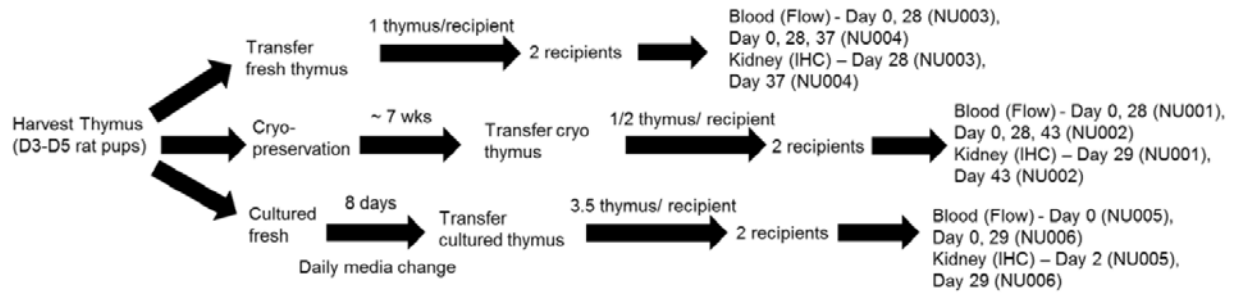 Harvest Thymus
(D3-D5 rat pups)
Transfer
fresh thymus
1 thymus/recipient
2 recipients
Blood (Flow) - Day 0, 28 (NU003),
Day 0, 28, 37 (NU004)
Kidney (IHC) – Day 28 (NU003),
Day 37 (NU004)
Cryo-
preservation
~ 7 wks
Transfer cryo
thymus
1/2 thymus/ recipient
2 recipients
Blood (Flow) - Day 0, 28 (NU001),
Day 0, 28, 43 (NU002)
Kidney (IHC) – Day 29 (NU001),
Day 43 (NU002)
Cultured
fresh
8 days
Daily media change
Transfer
cultured thymus
3.5 thymus/ recipient
2 recipients
Blood (Flow) - Day 0 (NU005),
Day 0, 29 (NU006)
Kidney (IHC) – Day 2 (NU005),
Day 29 (NU006)